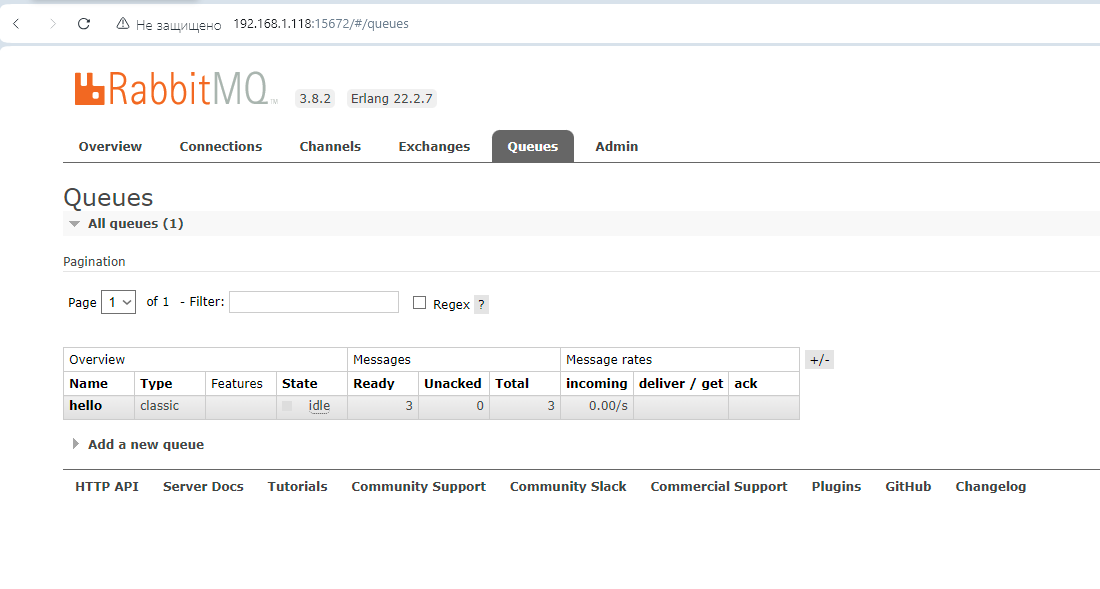 Не защищено 192.168.1.118:15672/#/queues
RabbitMQ TM 3.8.2 Erlang 22.2.7
Overview Connections Channels Exchanges Queues Admin
Queues
All queues (1)
Pagination
Page 1 of 1 - Filter: Regex ?
Overview Messages Message rates +/-
Name Type Features State Ready Unacked Total incoming deliver / get ack
hello classic idle 3 0 3 0.00/s
Add a new queue
HTTP API Server Docs Tutorials Community Support Community Slack Commercial Support Plugins GitHub Changelog